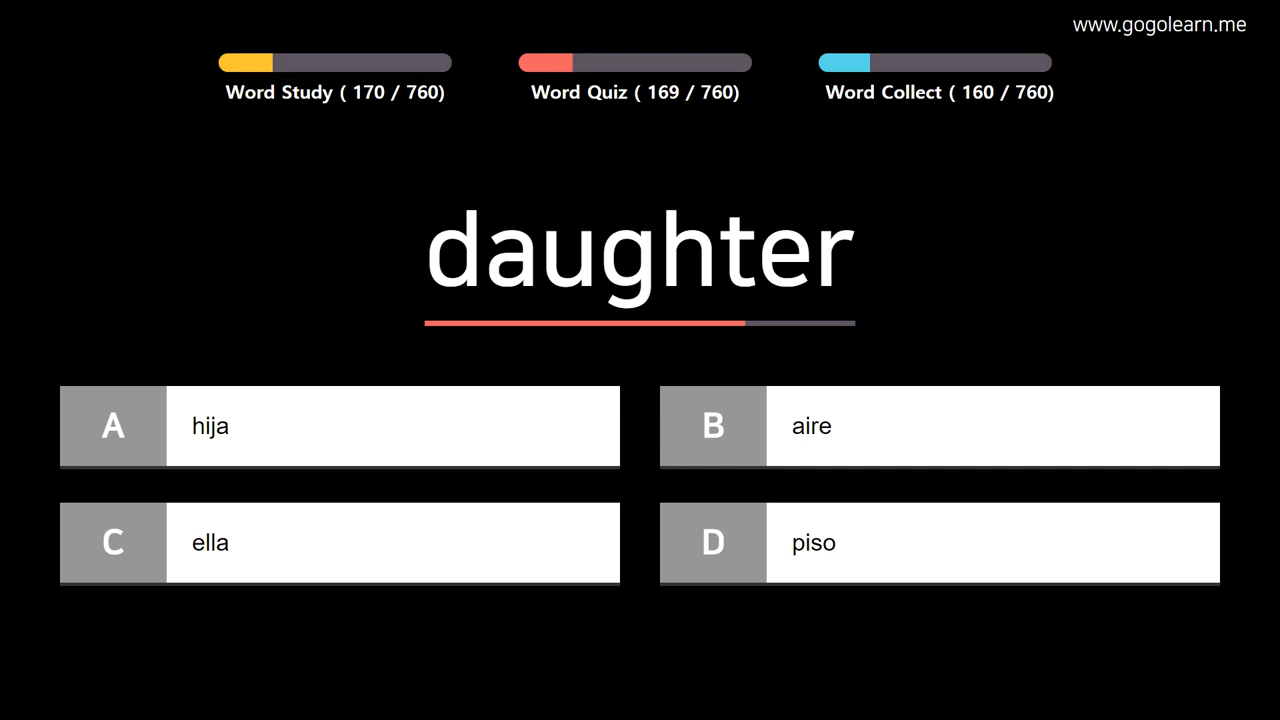 www.gogolearn.me
Word Study ( 170 / 760)
Word Quiz ( 169 / 760)
Word Collect ( 160 / 760)
daughter
A hija
B aire
C ella
D piso